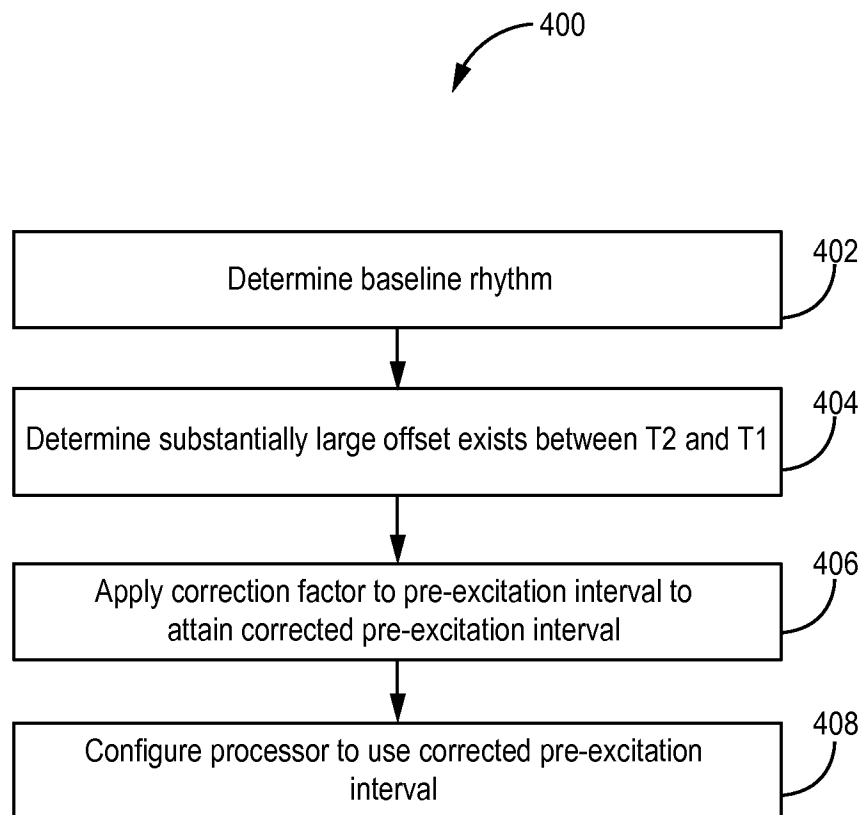 400
402
Determine baseline rhythm
404
Determine substantially large offset exists between T2 and T1
406
Apply correction factor to pre-excitation interval to
attain corrected pre-excitation interval
408
Configure processor to use corrected pre-excitation
interval